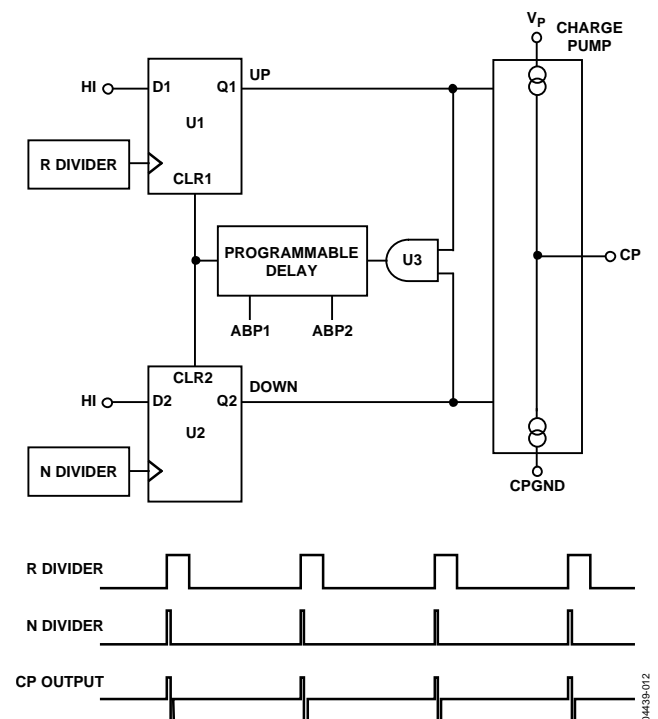 VP
CHARGE
PUMP
HI
D1
Q1
UP
U1
R DIVIDER
CLR1
PROGRAMMABLE
DELAY
U3
CP
ABP1
ABP2
CLR2
DOWN
HI
D2
Q2
U2
N DIVIDER
CPGND
R DIVIDER
N DIVIDER
CP OUTPUT
04439-012